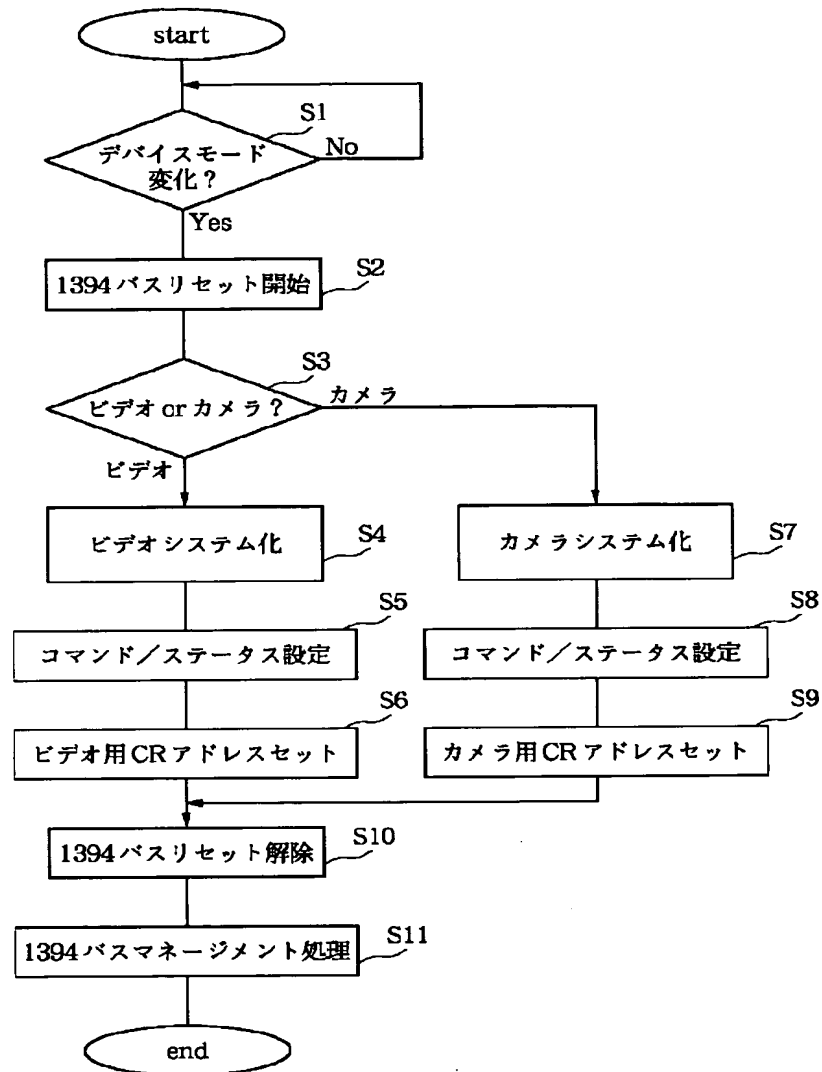 start
S1
デバイスモード
変化？
No
Yes
S2
1394バスリセット開始
S3
ビデオorカメラ？
カメラ
ビデオ
ビデオシステム化
S4
カメラシステム化
S7
S5
コマンド／ステータス設定
S8
コマンド／ステータス設定
S6
ビデオ用CRアドレスセット
S9
カメラ用CRアドレスセット
S10
1394バスリセット解除
S11
1394バスマネージメント処理
end